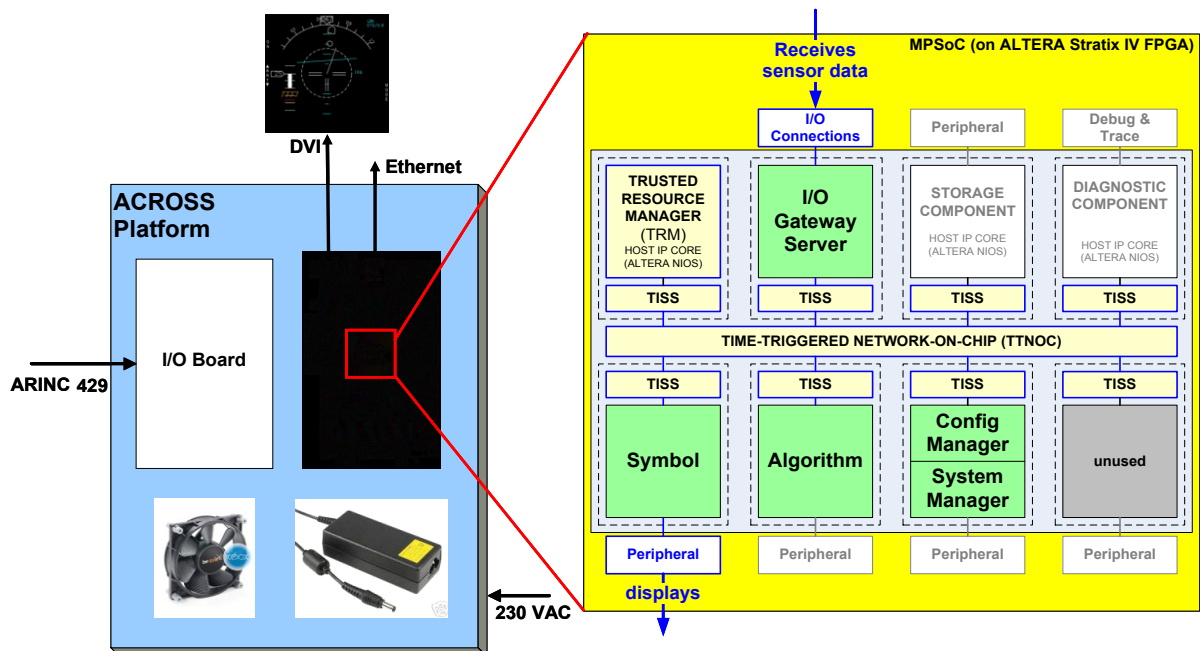 DVI
Ethernet
ACROSS
Platform
I/O Board
ARINC 429
230 VAC
MPSoC (on ALTERA Stratix IV FPGA)
Receives
sensor data
I/O
Connections
Peripheral
Debug &
Trace
TRUSTED
RESOURCE
MANAGER
(TRM)
HOST IP CORE
(ALTERA NIOS)
I/O
Gateway
Server
STORAGE
COMPONENT
HOST IP CORE
(ALTERA NIOS)
DIAGNOSTIC
COMPONENT
HOST IP CORE
(ALTERA NIOS)
TISS
TISS
TISS
TISS
TIME-TRIGGERED NETWORK-ON-CHIP (TTNOC)
TISS
TISS
TISS
TISS
Symbol
Algorithm
Config
Manager
System
Manager
unused
Peripheral
Peripheral
Peripheral
Peripheral
displays